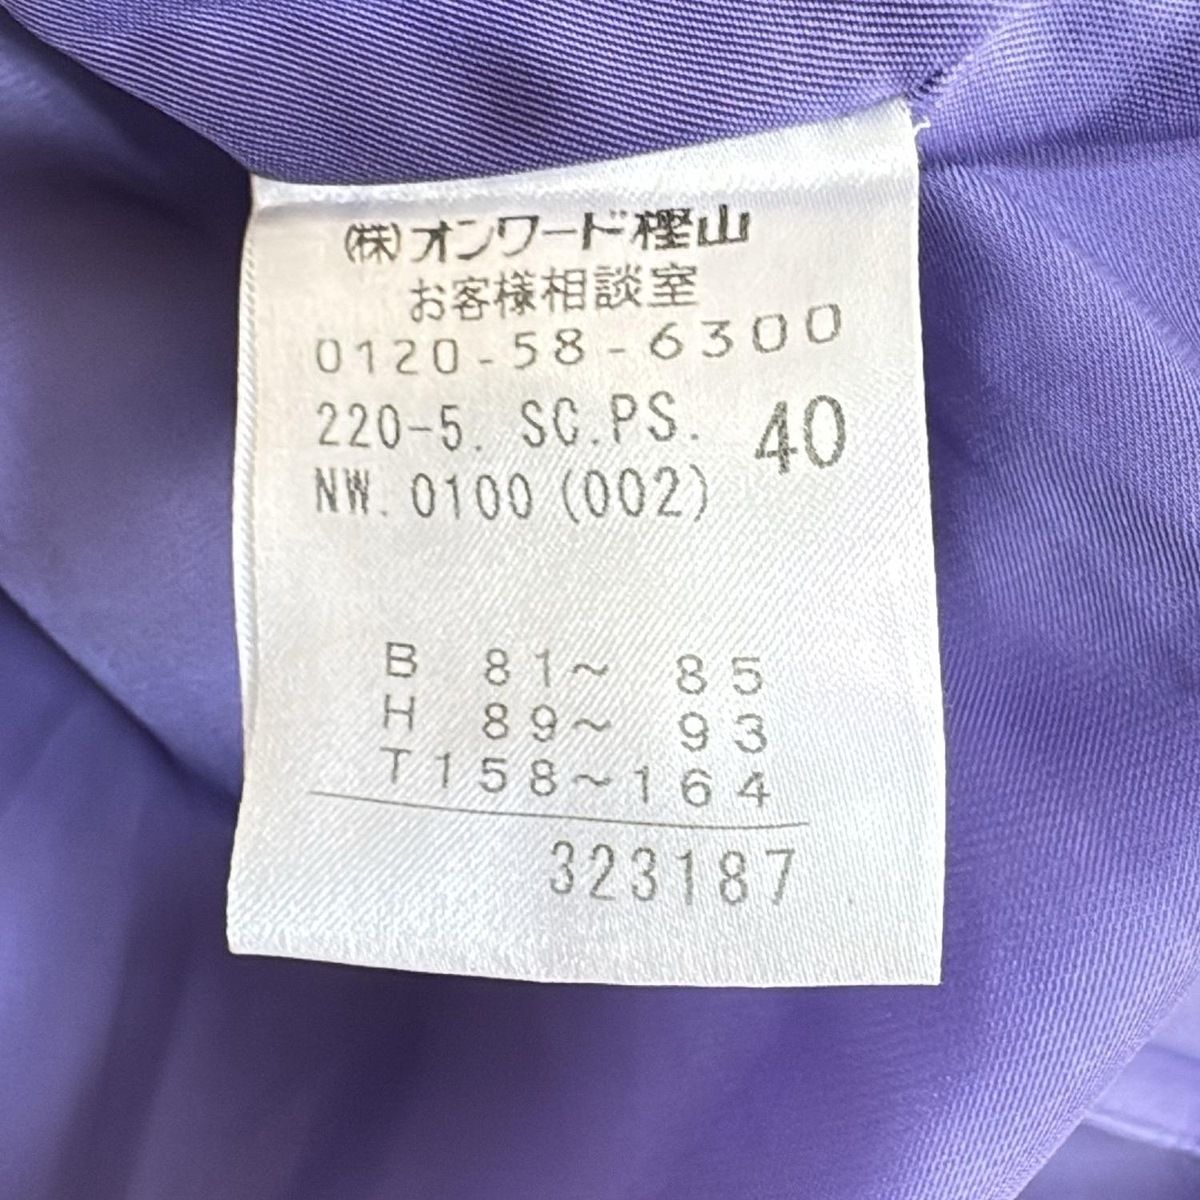 (株)オンワード樫山
お客様相談室
0120-58-6300
220-5. SC.PS. 40
NW. 0100 (002)
B 81～ 85
H 89～ 93
T 158～164
323187